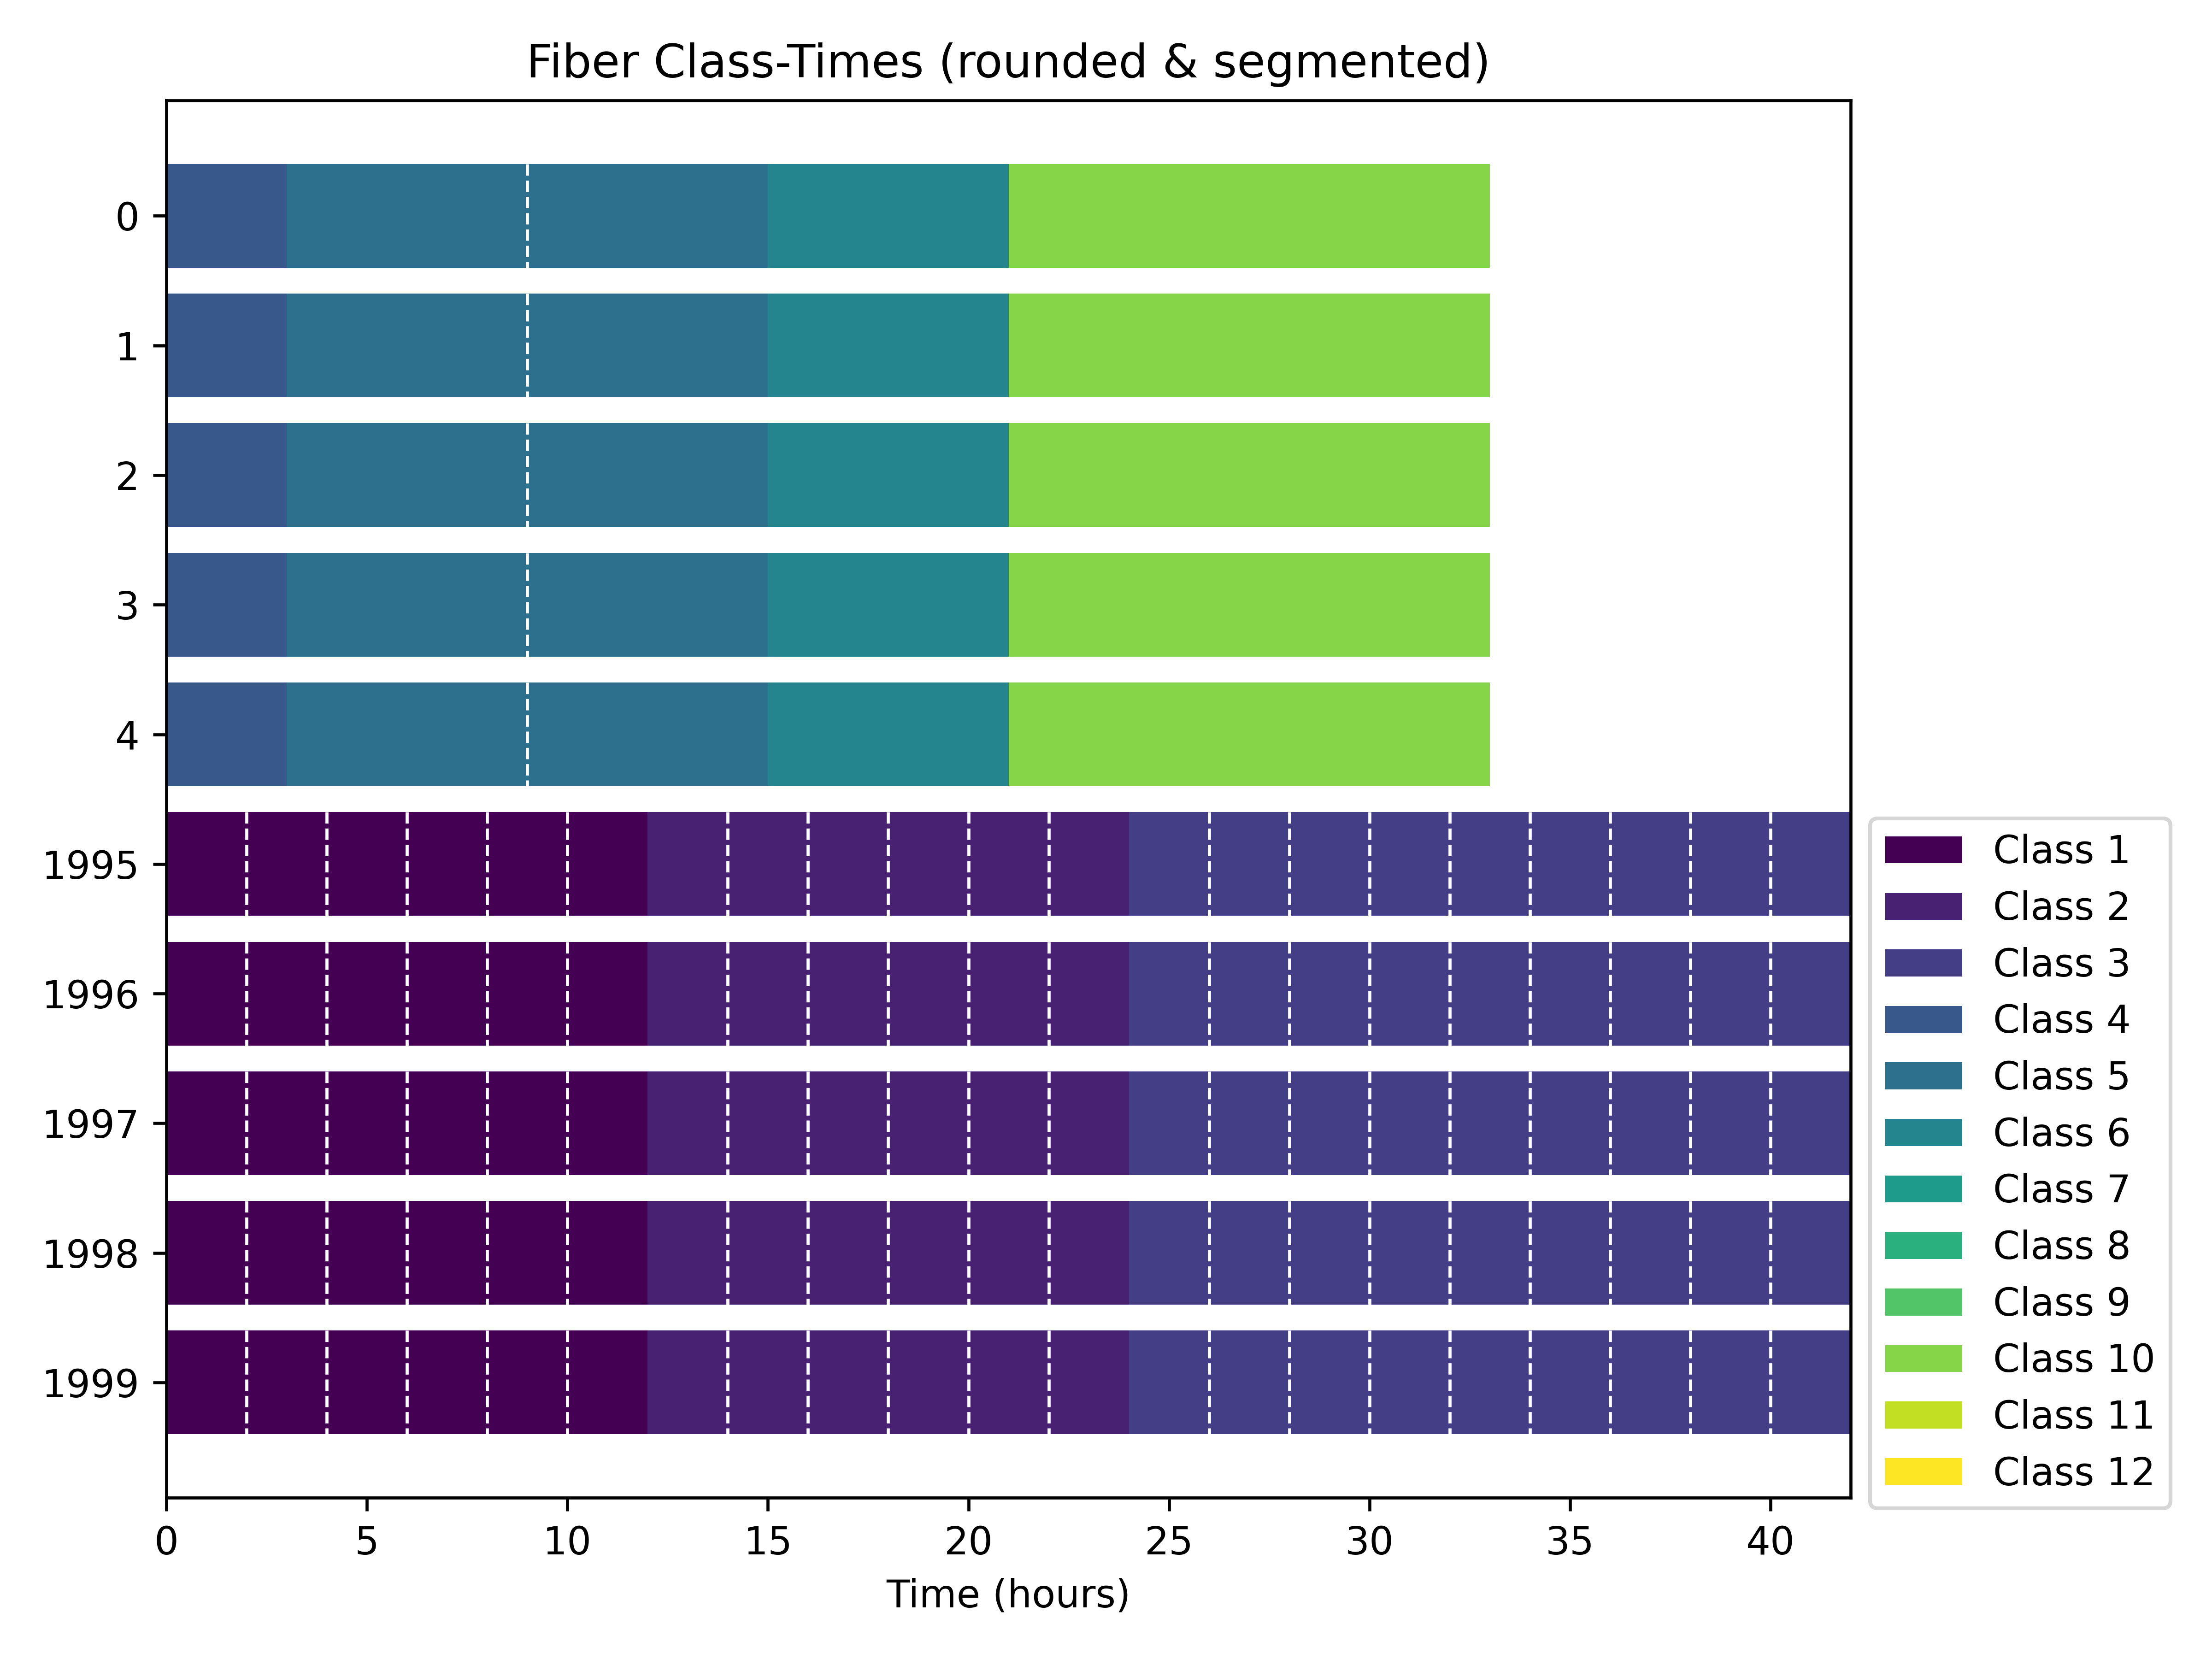 Fiber Class-Times (rounded & segmented)
0
1
2
3
4
1995
1996
1997
1998
1999
0 5 10 15 20 25 30 35 40
Time (hours)
Class 1
Class 2
Class 3
Class 4
Class 5
Class 6
Class 7
Class 8
Class 9
Class 10
Class 11
Class 12